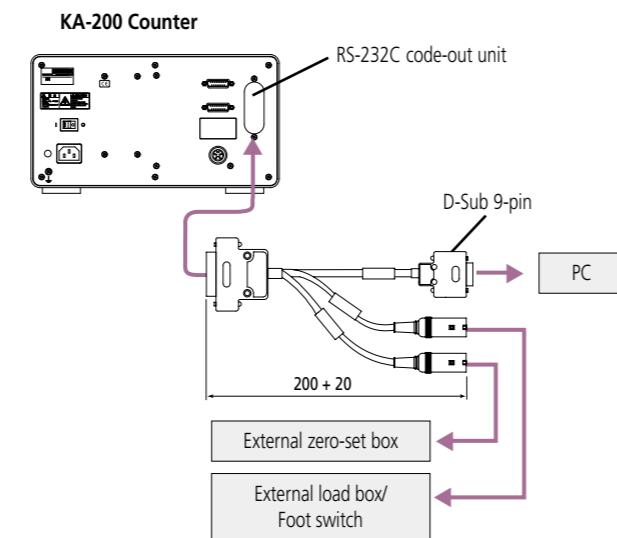 KA-200 Counter
RS-232C code-out unit
D-Sub 9-pin
PC
200 + 20
External zero-set box
External load box/
Foot switch